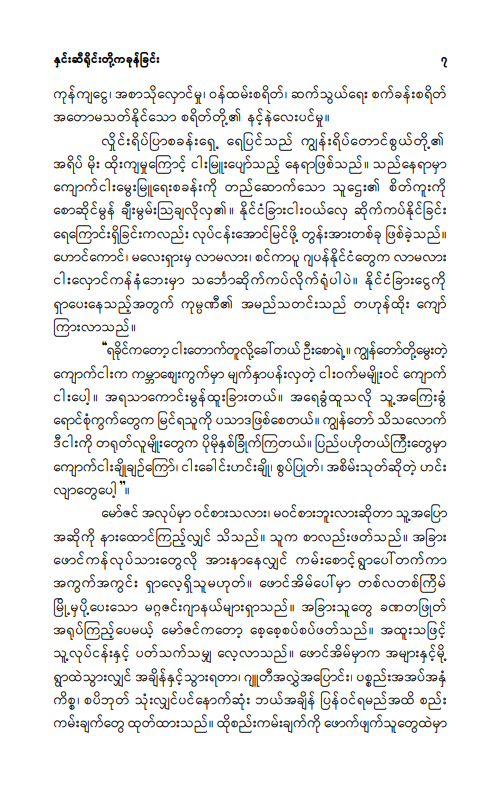 နှင်းဆီရိုင်းတို့ကခုန်ခြင်း ၇
ကုန်ကျငွေ၊ အစာသိုလှောင်မှု၊ ဝန်ထမ်းစရိတ်၊ ဆက်သွယ်ရေး စက်ခန်းစရိတ်
အတောမသတ်နိုင်သော စရိတ်တို့၏ နင့်နဲလေးပင်မှု။
လှိုင်းရိပ်ပြာစခန်းရှေ့ ရေပြင်သည် ကျွန်းရိပ်တောင်စွယ်တို့၏
အရိပ် မိုး ထိုးကျမှုကြောင့် ငါးမြူးပျော်သည့် နေရာဖြစ်သည်။ သည်နေရာမှာ
ကျောက်ငါးမွေးမြူရေးစခန်းကို တည်ဆောက်သော သူဌေး၏ စိတ်ကူးကို
စောဆိုင်မွန် ချီးမွမ်းဩချလိုလှ၏။ နိုင်ငံခြားငါးဝယ်လှေ ဆိုက်ကပ်နိုင်ခြင်း
ရေကြောင်းရှိခြင်းကလည်း လုပ်ငန်းအောင်မြင်ဖို့ တွန်းအားတစ်ခု ဖြစ်ခဲ့သည်။
ဟောင်ကောင်၊ မလေးရှားမှ လာမလား၊ စင်ကာပူ ဂျပန်နိုင်ငံတွေက လာမလား
ငါးလှောင်ကန်နံဘေးမှာ သင်္ဘောဆိုက်ကပ်လိုက်ရုံပါပဲ။ နိုင်ငံခြားငွေကို
ရှာပေးနေသည့်အတွက် ကုမ္ပဏီ၏ အမည်သတင်းသည် တဟုန်ထိုး ကျော်
ကြားလာသည်။
“ရခိုင်ကတော့ ငါးတောက်တူလို့ခေါ်တယ် ဦးစောရဲ့။ ကျွန်တော်တို့မွေးတဲ့
ကျောက်ငါးက ကမ္ဘာ့ဈေးကွက်မှာ မျက်နှာပန်းလှတဲ့ ငါးဝက်မမျိုးဝင် ကျောက်
ငါးပေါ့။ အရသာကောင်းမွန်ထူးခြားတယ်။ အရေခွံထူသလို သူ့အကြေးခွံ
ရောင်စုံကွက်တွေက မြင်ရသူကို ပသာဒဖြစ်စေတယ်။ ကျွန်တော် သိသလောက်
ဒီငါးကို တရုတ်လူမျိုးတွေက ပိုမိုနှစ်ခြိုက်ကြတယ်။ ပြည်ပဟိုတယ်ကြီးတွေမှာ
ကျောက်ငါးချိုချဉ်ကြော်၊ ငါးခေါင်းဟင်းချို၊ စွပ်ပြုတ်၊ အစိမ်းသုတ်ဆိုတဲ့ ဟင်း
လျာတွေပေါ့”။
မော်ဇင် အလုပ်မှာ ဝင်စားသလား၊ မဝင်စားဘူးလားဆိုတာ သူ့အပြော
အဆိုကို နားထောင်ကြည့်လျှင် သိသည်။ သူက စာလည်းဖတ်သည်။ အခြား
ဖောင်ကန်လုပ်သားတွေလို အားနာနေလျှင် ကမ်းစောင့်ရွာပေါ်တက်ကာ
အကွက်အကွင်း ရှာလေ့ရှိသူမဟုတ်။ ဖောင်အိမ်ပေါ်မှာ တစ်လတစ်ကြိမ်
မြို့မှပို့ပေးသော မဂ္ဂဇင်းဂျာနယ်များရှာသည်။ အခြားသူတွေ ခဏတဖြုတ်
အရုပ်ကြည့်ပေမယ့် မော်ဇင်ကတော့ စေ့စေ့စပ်စပ်ဖတ်သည်။ အထူးသဖြင့်
သူ့လုပ်ငန်းနှင့် ပတ်သက်သမျှ လေ့လာသည်။ ဖောင်အိမ်မှာက အများနှင့်မို့
ရွာထဲသွားလျှင် အချိန်နှင့်သွားရတာ၊ ဂျူတီအလွှဲအပြောင်း၊ ပစ္စည်းအအပ်အနှံ
ကိစ္စ၊ စပိဘုတ် သုံးလျှင်ပင်နောက်ဆုံး ဘယ်အချိန် ပြန်ဝင်ရမည်အထိ စည်း
ကမ်းချက်တွေ ထုတ်ထားသည်။ ထိုစည်းကမ်းချက်ကို ဖောက်ဖျက်သူတွေထဲမှာ